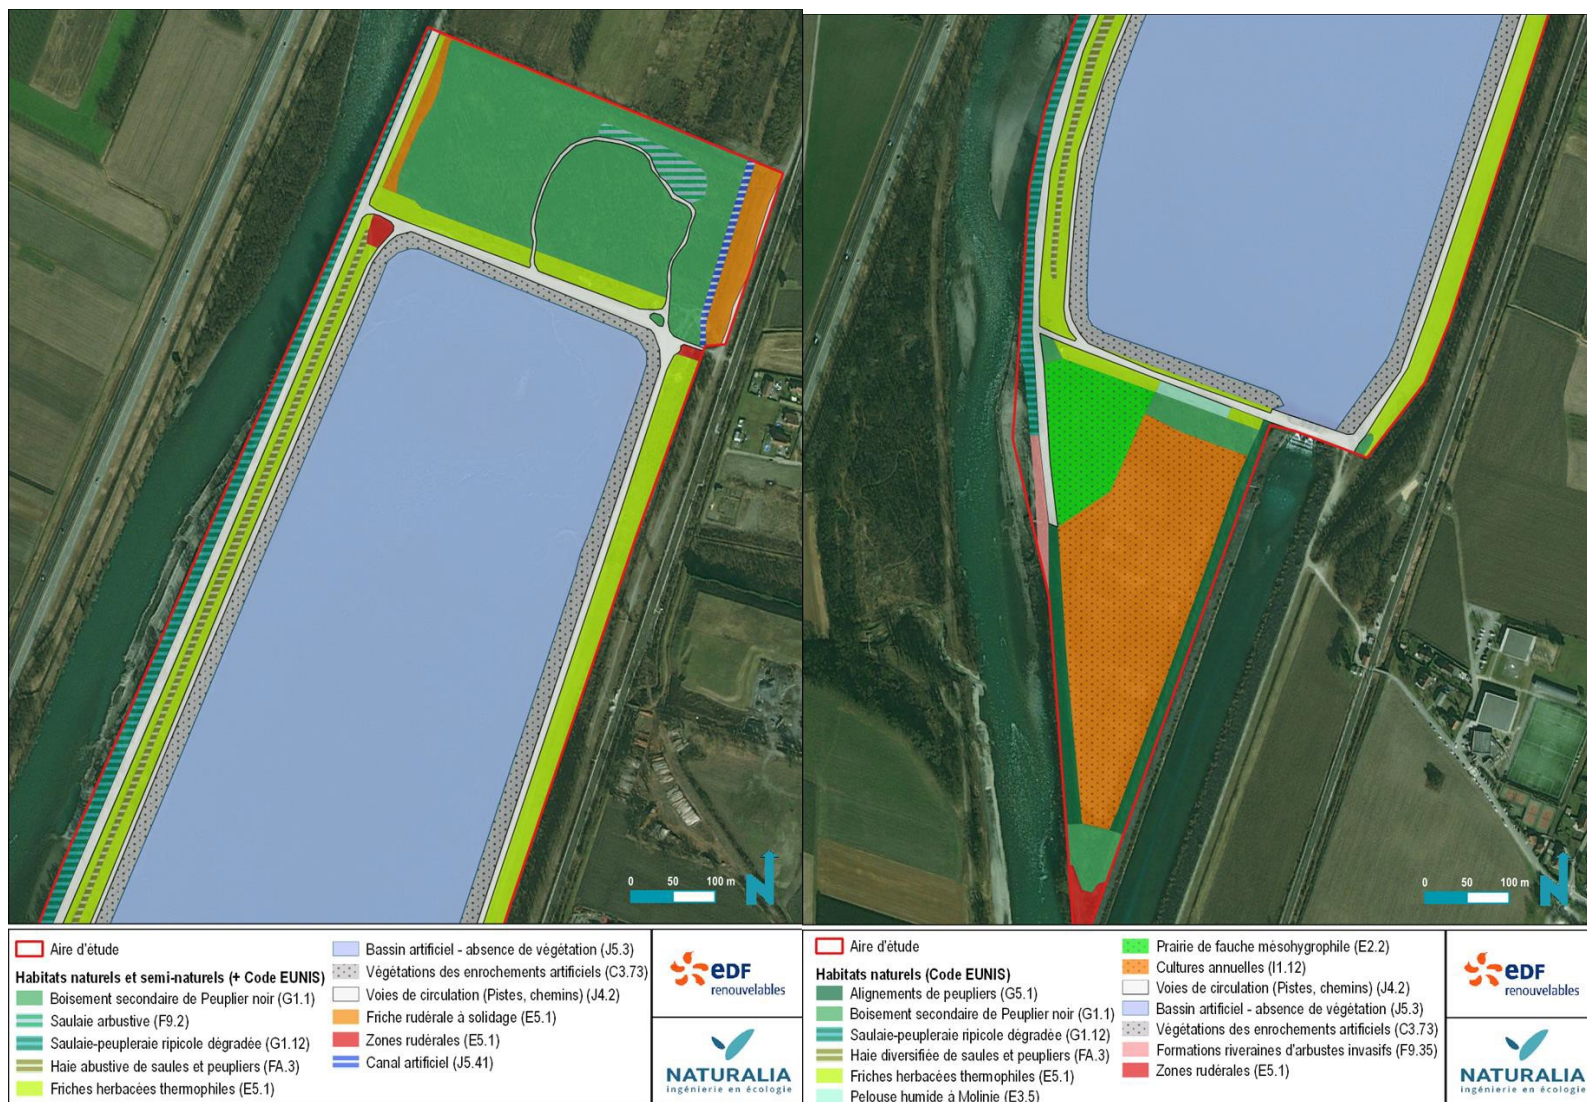 0 50 100 m
N
Aire d'étude
Habitats naturels et semi-naturels (+ Code EUNIS)
Boisement secondaire de Peuplier noir (G1.1)
Saulaie arbustive (F9.2)
Saulaie-peupleraie ripicole dégradée (G1.12)
Haie abustive de saules et peupliers (FA.3)
Friches herbacées thermophiles (E5.1)
Bassin artificiel - absence de végétation (J5.3)
Végétations des enrochements artificiels (C3.73)
Voies de circulation (Pistes, chemins) (J4.2)
Friche rudérale à solidage (E5.1)
Zones rudérales (E5.1)
Canal artificiel (J5.41)
eDF
renouvelables
NATURALIA
ingénierie en écologie
0 50 100 m
N
Aire d'étude
Habitats naturels (Code EUNIS)
Alignements de peupliers (G5.1)
Boisement secondaire de Peuplier noir (G1.1)
Saulaie-peupleraie ripicole dégradée (G1.12)
Haie diversifiée de saules et peupliers (FA.3)
Friches herbacées thermophiles (E5.1)
Pelouse humide à Molinie (E3.5)
Prairie de fauche mésohygrophile (E2.2)
Cultures annuelles (I1.12)
Voies de circulation (Pistes, chemins) (J4.2)
Bassin artificiel - absence de végétation (J5.3)
Végétations des enrochements artificiels (C3.73)
Formations riveraines d'arbustes invasifs (F9.35)
Zones rudérales (E5.1)
eDF
renouvelables
NATURALIA
ingénierie en écologie